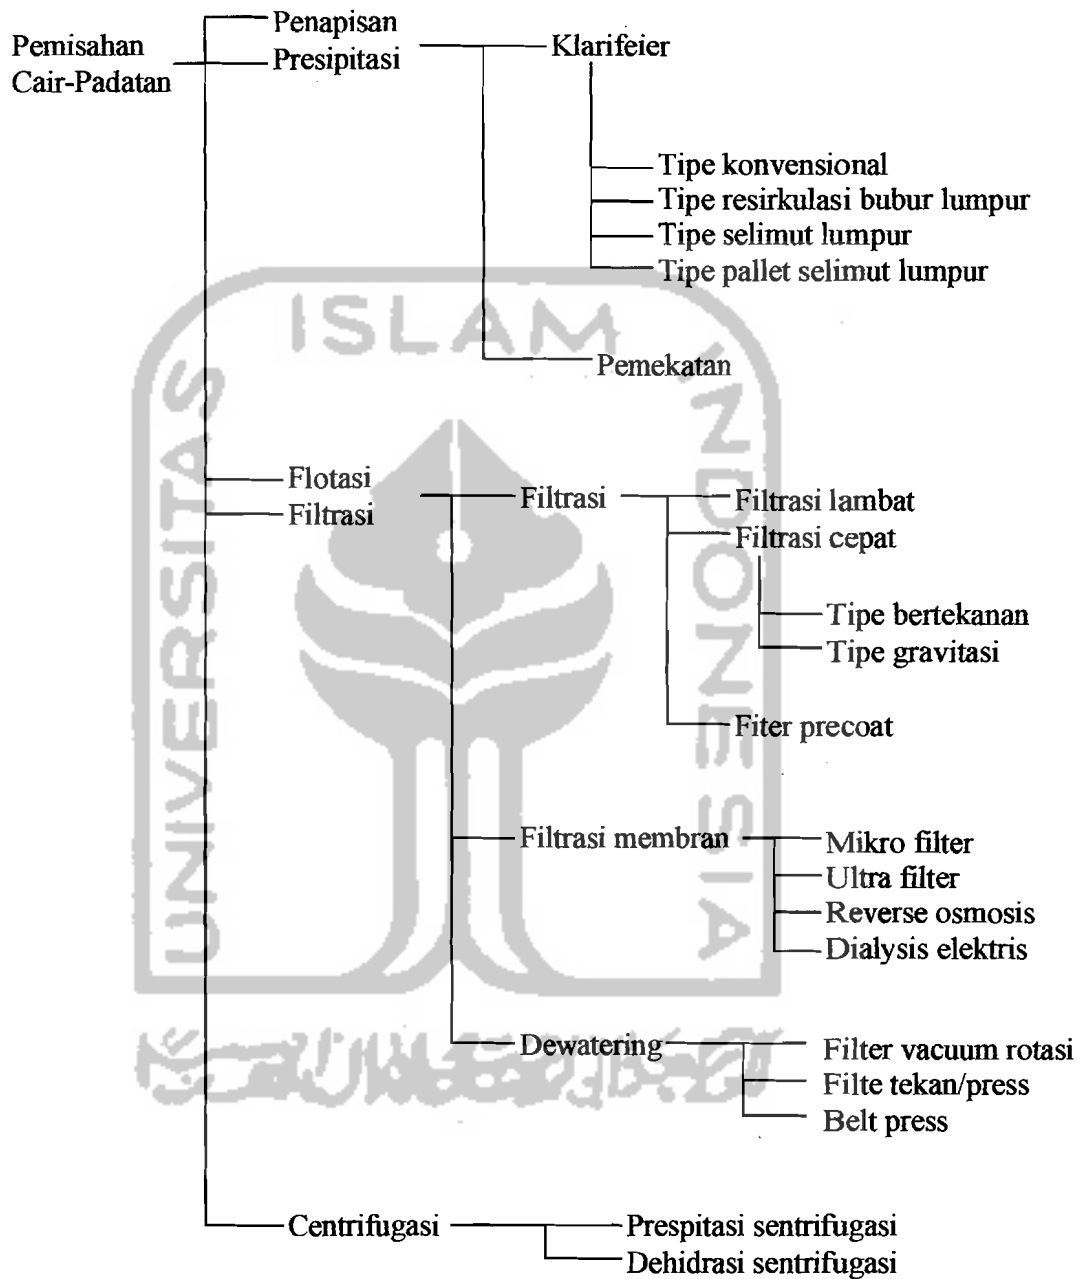 Penapisan
Pemisahan
Cair-Padatan
Presipitasi
Klarifeier
Tipe konvensional
Tipe resirkulasi bubur lumpur
Tipe selimut lumpur
Tipe pallet selimut lumpur
Pemekatan
Flotasi
Filtrasi
Filtrasi
Filtrasi lambat
Filtrasi cepat
Tipe bertekanan
Tipe gravitasi
Fiter precoat
Filtrasi membran
Mikro filter
Ultra filter
Reverse osmosis
Dialysis elektris
Dewatering
Filter vacuum rotasi
Filte tekan/press
Belt press
Centrifugasi
Prespitasi sentrifugasi
Dehidrasi sentrifugasi
UNIVERSITAS
ISLAM
INDONESIA